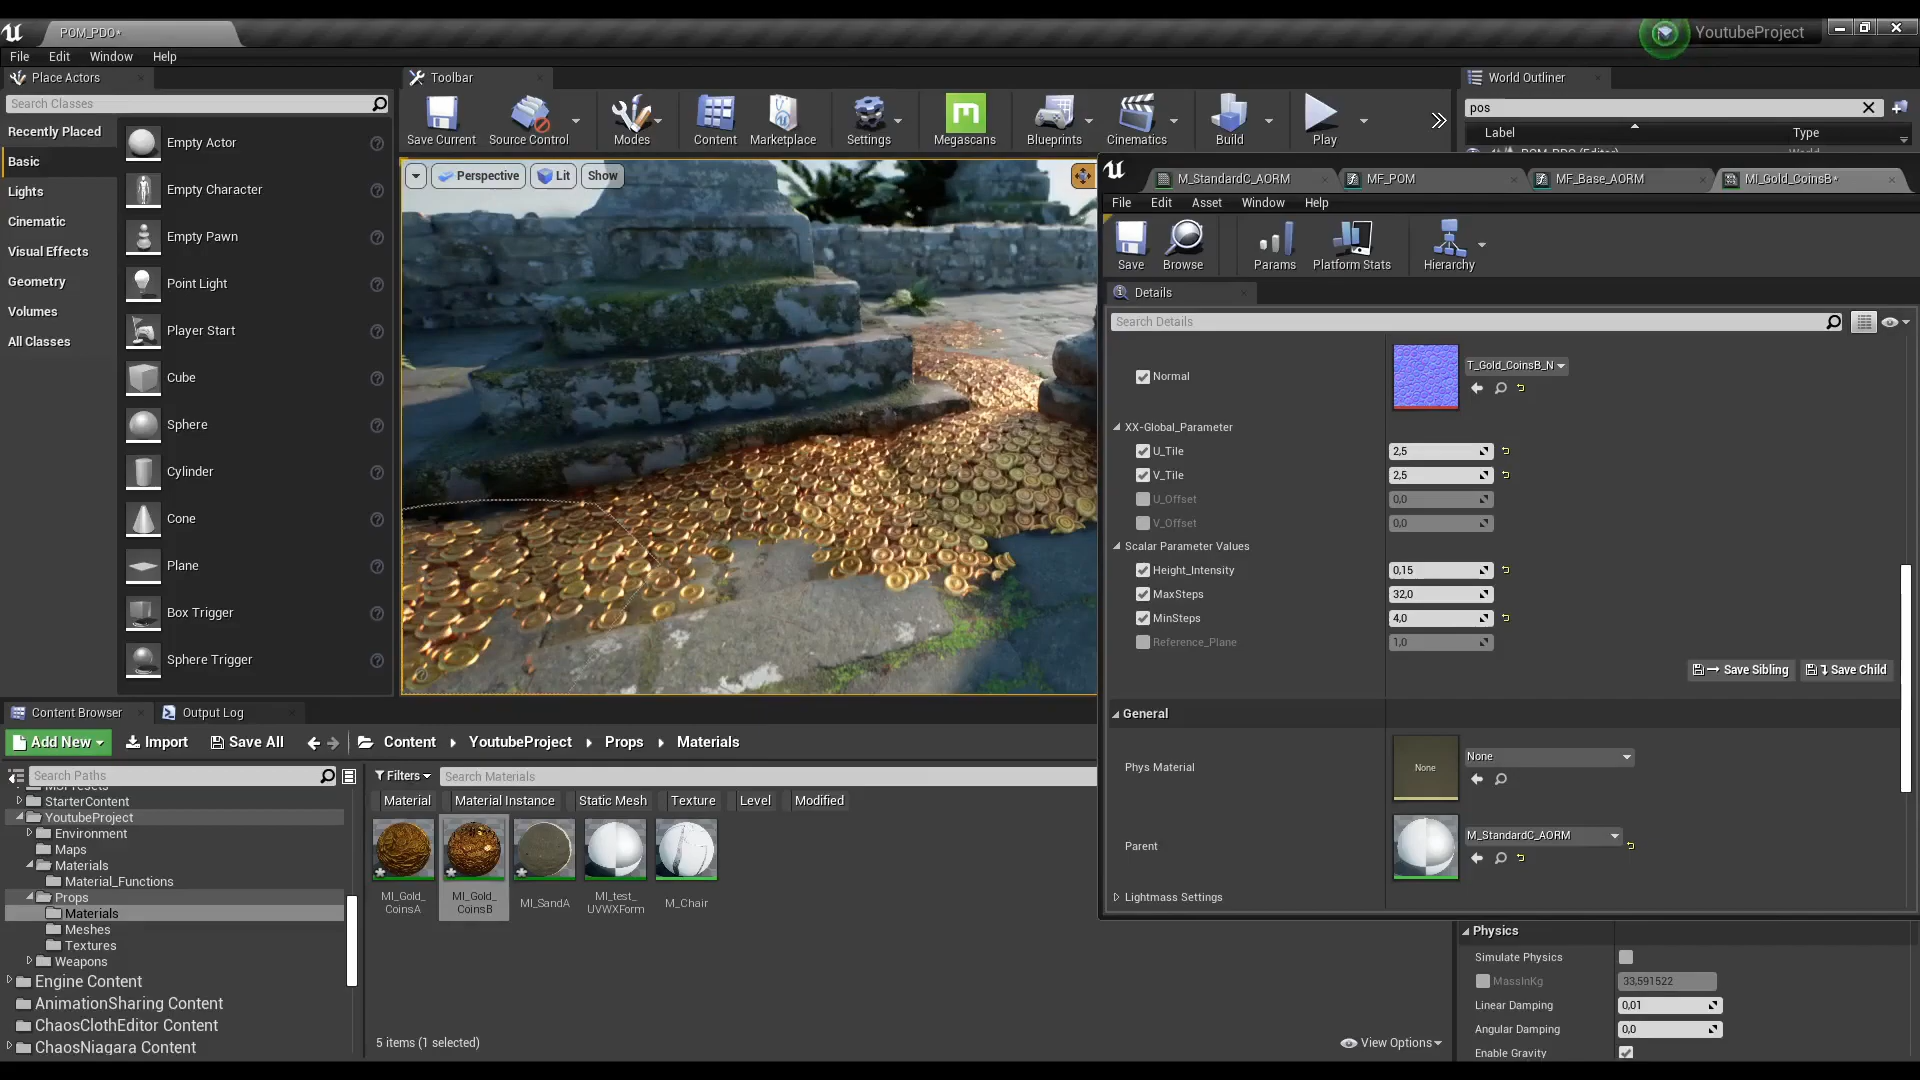 POM_PDO*
YoutubeProject
File Edit Window Help
Place Actors
Toolbar
World Outliner
Search Classes
pos
Label Type
Recently Placed
Basic
Lights
Cinematic
Visual Effects
Geometry
Volumes
All Classes
Empty Actor
Empty Character
Empty Pawn
Point Light
Player Start
Cube
Sphere
Cylinder
Cone
Plane
Box Trigger
Sphere Trigger
Save Current Source Control Modes Content Marketplace Settings Megascans Blueprints Cinematics Build Play
Perspective Lit Show
M_StandardC_AORM MF_POM MF_Base_AORM MI_Gold_CoinsB*
File Edit Asset Window Help
Save Browse Params Platform Stats Hierarchy
Details
Search Details
Normal T_Gold_CoinsB_N
XX-Global_Parameter
U_Tile 2,5
V_Tile 2,5
U_Offset 0,0
V_Offset 0,0
Scalar Parameter Values
Height_Intensity 0,15
MaxSteps 32,0
MinSteps 4,0
Reference_Plane 1,0
Save Sibling Save Child
General
Phys Material None None
Parent M_StandardC_AORM
Lightmass Settings
Content Browser Output Log
Add New Import Save All Content YoutubeProject Props Materials
Search Paths
Filters Search Materials
Material Material Instance Static Mesh Texture Level Modified
StarterContent
YoutubeProject
Environment
Maps
Materials
Material_Functions
Props
Materials
Meshes
Textures
Weapons
Engine Content
AnimationSharing Content
ChaosClothEditor Content
ChaosNiagara Content
MI_Gold_
CoinsA
MI_Gold_
CoinsB
MI_SandA
MI_test_
UVWXForm
M_Chair
5 items (1 selected)
View Options
Physics
Simulate Physics
MassInKg 33,591522
Linear Damping 0,01
Angular Damping 0,0
Enable Gravity